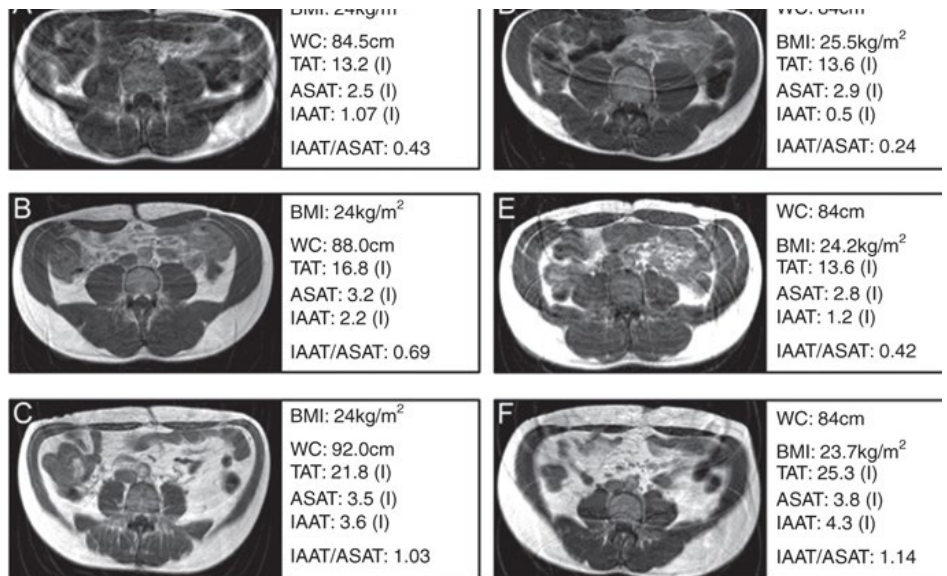 A
BMI: 24kg/m²
WC: 84.5cm
TAT: 13.2 (l)
ASAT: 2.5 (l)
IAAT: 1.07 (l)
IAAT/ASAT: 0.43
D
WC: 84cm
BMI: 25.5kg/m²
TAT: 13.6 (l)
ASAT: 2.9 (l)
IAAT: 0.5 (l)
IAAT/ASAT: 0.24
B
BMI: 24kg/m²
WC: 88.0cm
TAT: 16.8 (l)
ASAT: 3.2 (l)
IAAT: 2.2 (l)
IAAT/ASAT: 0.69
E
WC: 84cm
BMI: 24.2kg/m²
TAT: 13.6 (l)
ASAT: 2.8 (l)
IAAT: 1.2 (l)
IAAT/ASAT: 0.42
C
BMI: 24kg/m²
WC: 92.0cm
TAT: 21.8 (l)
ASAT: 3.5 (l)
IAAT: 3.6 (l)
IAAT/ASAT: 1.03
F
WC: 84cm
BMI: 23.7kg/m²
TAT: 25.3 (l)
ASAT: 3.8 (l)
IAAT: 4.3 (l)
IAAT/ASAT: 1.14